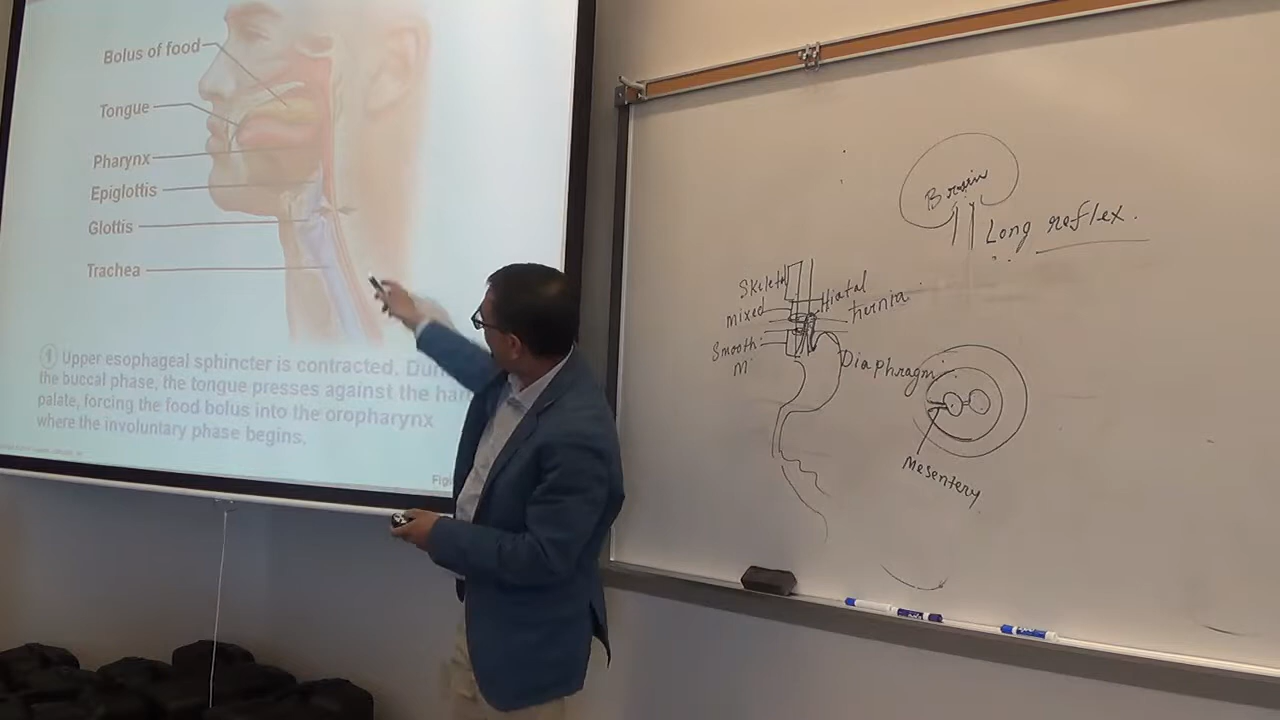 Bolus of food
Tongue
Pharynx
Epiglottis
Glottis
Trachea
1 Upper esophageal sphincter is contracted.
the buccal phase, the tongue presses against the
palate, forcing the food bolus into the oropharynx
where the involuntary phase begins.
Brain
Long reflex.
Skeletal
mixed
Smooth
M
Hiatal
hernia
Diaphragm
Mesentery